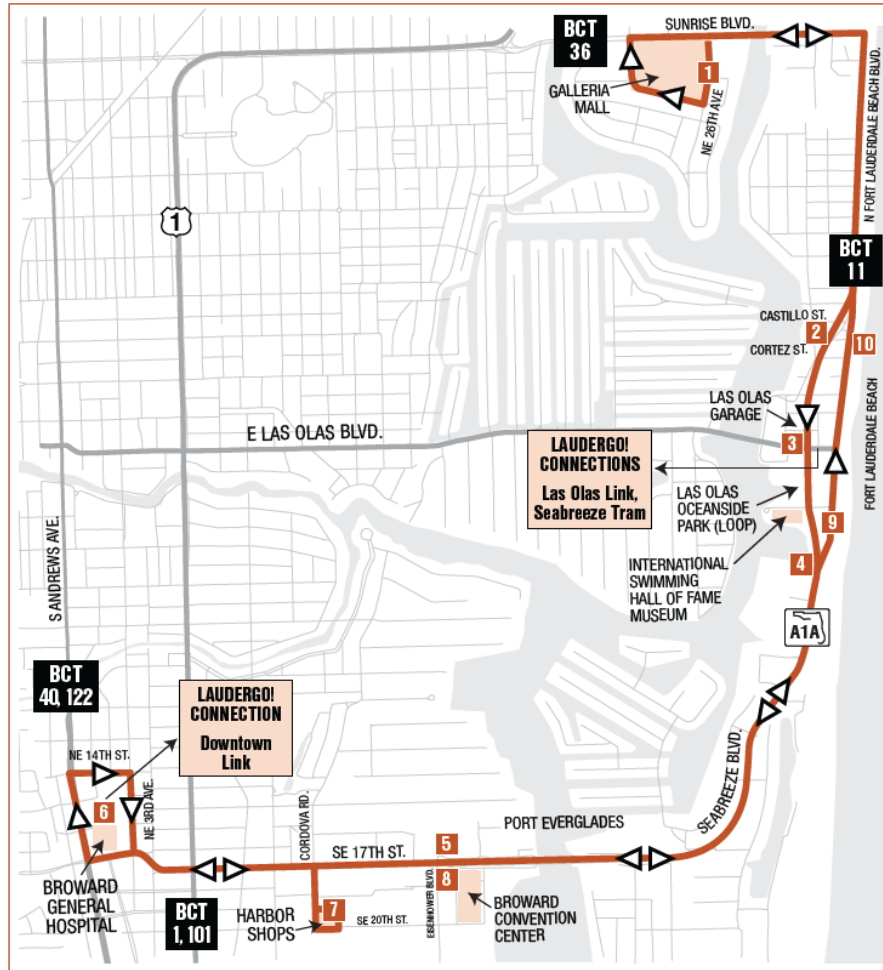 BCT
36
SUNRISE BLVD.
1
GALLERIA
MALL
NE 26TH AVE
N FORT LAUDERDALE BEACH BLVD.
1
BCT
11
CASTILLO ST.
2
CORTEZ ST.
10
LAS OLAS
GARAGE
E LAS OLAS BLVD.
3
LAUDERGO!
CONNECTIONS
Las Olas Link,
Seabreeze Tram
FORT LAUDERDALE BEACH
LAS OLAS
OCEANSIDE
PARK (LOOP)
9
4
INTERNATIONAL
SWIMMING
HALL OF FAME
MUSEUM
A1A
S ANDREWS AVE.
BCT
40, 122
LAUDERGO!
CONNECTION
Downtown
Link
NE 14TH ST.
6
NE 3RD AVE.
SEABREEZE BLVD.
CORDOVA RD.
PORT EVERGLADES
SE 17TH ST.
5
BROWARD
GENERAL
HOSPITAL
BCT
1, 101
HARBOR
SHOPS
7
SE 20TH ST.
EISENHOWER BLVD.
8
BROWARD
CONVENTION
CENTER